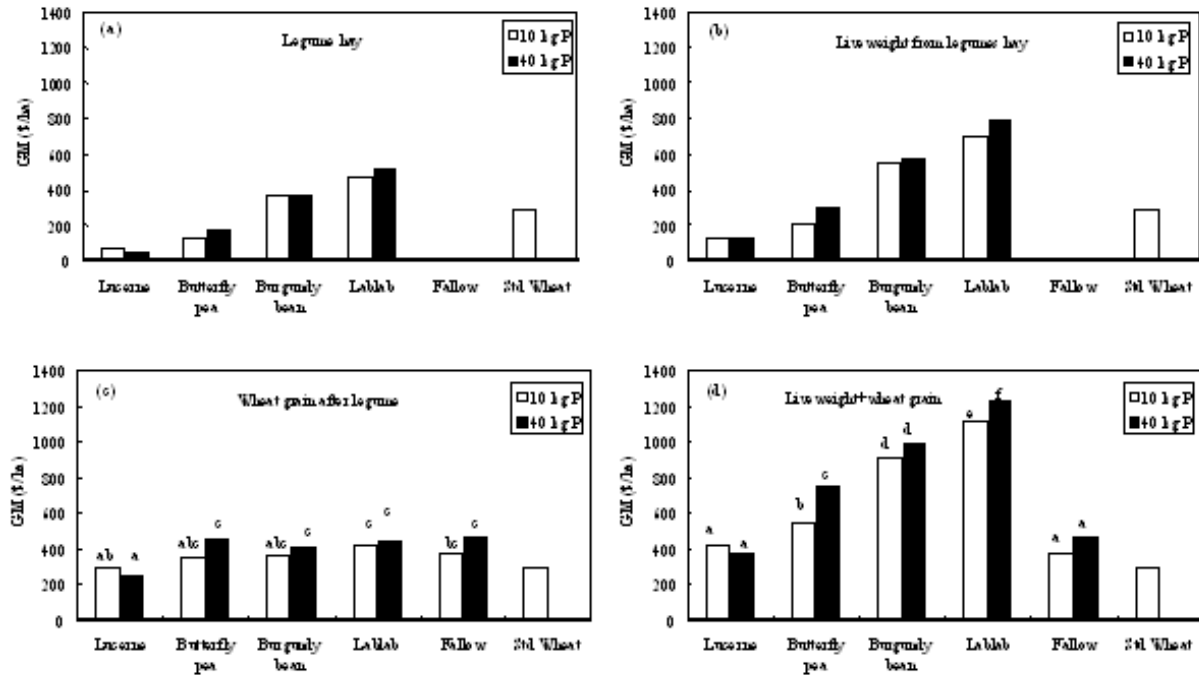 (a)
Legume hay
10 kg P
40 kg P
GM ($/ha)
1400
1200
1000
800
600
400
200
0
Lucerne Butterfly pea Burgundy bean Lablab Fallow Std Wheat
(b)
Live weight from legumes hay
10 kg P
40 kg P
GM ($/ha)
1400
1200
1000
800
600
400
200
0
Lucerne Butterfly pea Burgundy bean Lablab Fallow Std Wheat
(c)
Wheat grain after legume
10 kg P
40 kg P
GM ($/ha)
1400
1200
1000
800
600
400
200
0
ab a abc c abc c c c bc c
Lucerne Butterfly pea Burgundy bean Lablab Fallow Std Wheat
(d)
Live weight+wheat grain
10 kg P
40 kg P
GM ($/ha)
1400
1200
1000
800
600
400
200
0
a a b c d d e f a a
Lucerne Butterfly pea Burgundy bean Lablab Fallow Std Wheat